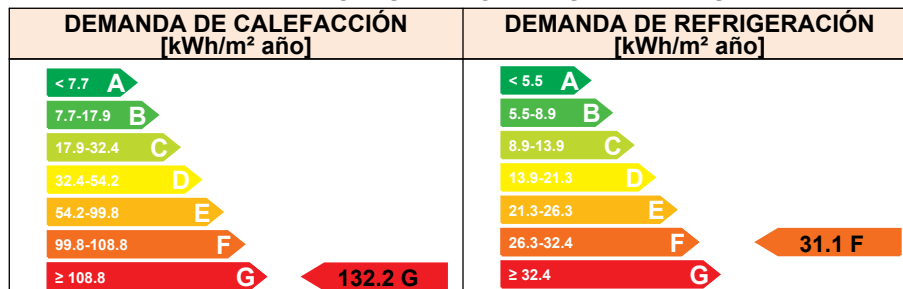 DEMANDA DE CALEFACCIÓN
[kWh/m² año]
< 7.7 A
7.7-17.9 B
17.9-32.4 C
32.4-54.2 D
54.2-99.8 E
99.8-108.8 F
≥ 108.8 G
132.2 G
DEMANDA DE REFRIGERACIÓN
[kWh/m² año]
< 5.5 A
5.5-8.9 B
8.9-13.9 C
13.9-21.3 D
21.3-26.3 E
26.3-32.4 F
31.1 F
≥ 32.4 G